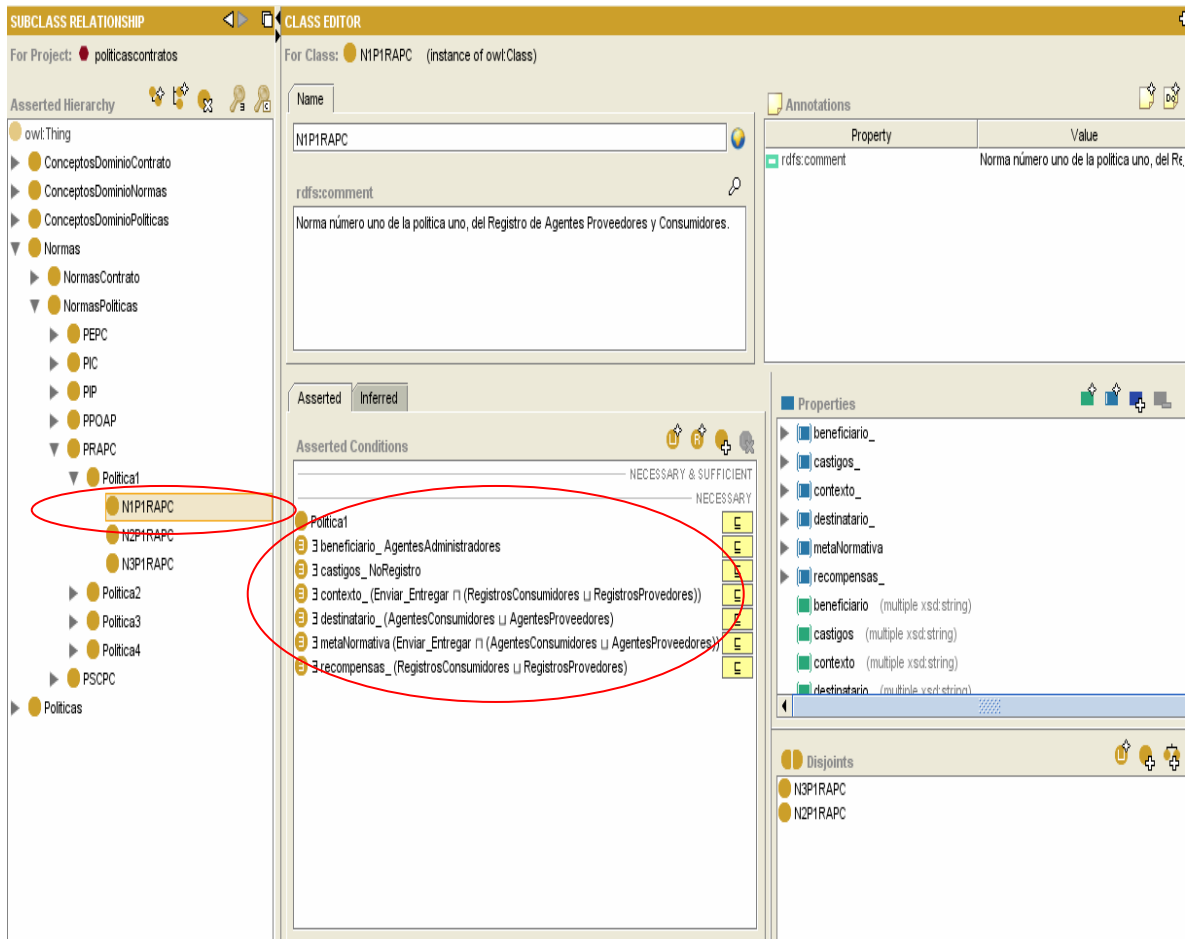 SUBCLASS RELATIONSHIP
For Project: politicascontratos
Asserted Hierarchy
owl:Thing
ConceptosDominioContrato
ConceptosDominioNormas
ConceptosDominioPoliticas
Normas
NormasContrato
NormasPoliticas
PEPC
PIC
PIP
PPOAP
PRAPC
Politica1
N1P1RAPC
N2P1RAPC
N3P1RAPC
Politica2
Politica3
Politica4
PSCPC
Politicas
CLASS EDITOR
For Class: N1P1RAPC (instance of owl:Class)
Name
N1P1RAPC
rdfs:comment
Norma número uno de la politica uno, del Registro de Agentes Proveedores y Consumidores.
Annotations
Property Value
rdfs:comment Norma número uno de la politica uno, del Re
Asserted Inferred
Asserted Conditions
NECESSARY & SUFFICIENT
NECESSARY
Politica1
∃ beneficiario_ AgentesAdministradores
∃ castigos_ NoRegistro
∃ contexto_ (Enviar_Entregar ⊓ (RegistrosConsumidores ⊔ RegistrosProvedores))
∃ destinatario_ (AgentesConsumidores ⊔ AgentesProveedores)
∃ metaNormativa (Enviar_Entregar ⊓ (AgentesConsumidores ⊔ AgentesProveedores))
∃ recompensas_ (RegistrosConsumidores ⊔ RegistrosProvedores)
Properties
beneficiario_
castigos_
contexto_
destinatario_
metaNormativa
recompensas_
beneficiario (multiple xsd:string)
castigos (multiple xsd:string)
contexto (multiple xsd:string)
destinatario (multiple xsd:string)
Disjoints
N3P1RAPC
N2P1RAPC